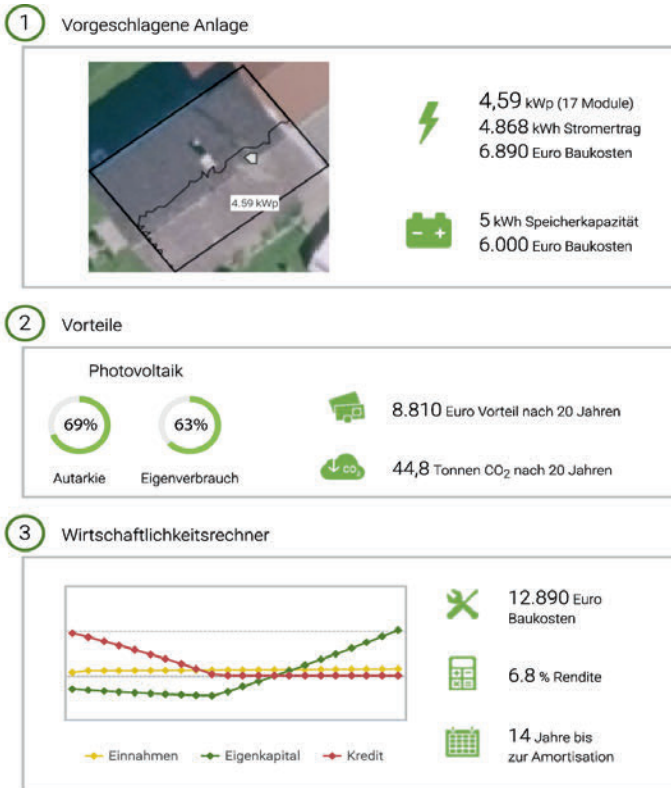 1 Vorgeschlagene Anlage
4.59 kWp
4,59 kWp (17 Module)
4.868 kWh Stromertrag
6.890 Euro Baukosten
5 kWh Speicherkapazität
6.000 Euro Baukosten
2 Vorteile
Photovoltaik
69%
63%
Autarkie
Eigenverbrauch
8.810 Euro Vorteil nach 20 Jahren
CO₂
44,8 Tonnen CO₂ nach 20 Jahren
3 Wirtschaftlichkeitsrechner
12.890 Euro
Baukosten
6.8 % Rendite
14 Jahre bis
zur Amortisation
Einnahmen
Eigenkapital
Kredit